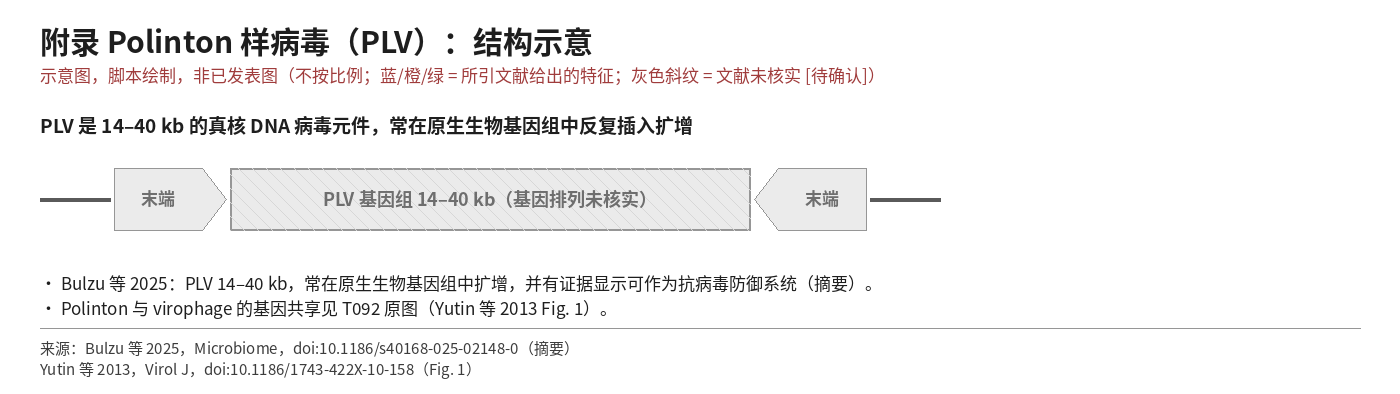 附录 Polinton 样病毒（PLV）：结构示意
示意图，脚本绘制，非已发表图（不按比例；蓝/橙/绿 = 所引文献给出的特征；灰色斜纹 = 文献未核实 [待确认]）
PLV 是 14–40 kb 的真核 DNA 病毒元件，常在原生生物基因组中反复插入扩增
末端
PLV 基因组 14–40 kb（基因排列未核实）
末端
・ Bulzu 等 2025：PLV 14–40 kb，常在原生生物基因组中扩增，并有证据显示可作为抗病毒防御系统（摘要）。
・ Polinton 与 virophage 的基因共享见 T092 原图（Yutin 等 2013 Fig. 1）。
来源：Bulzu 等 2025，Microbiome，doi:10.1186/s40168-025-02148-0（摘要）
Yutin 等 2013，Virol J，doi:10.1186/1743-422X-10-158（Fig. 1）